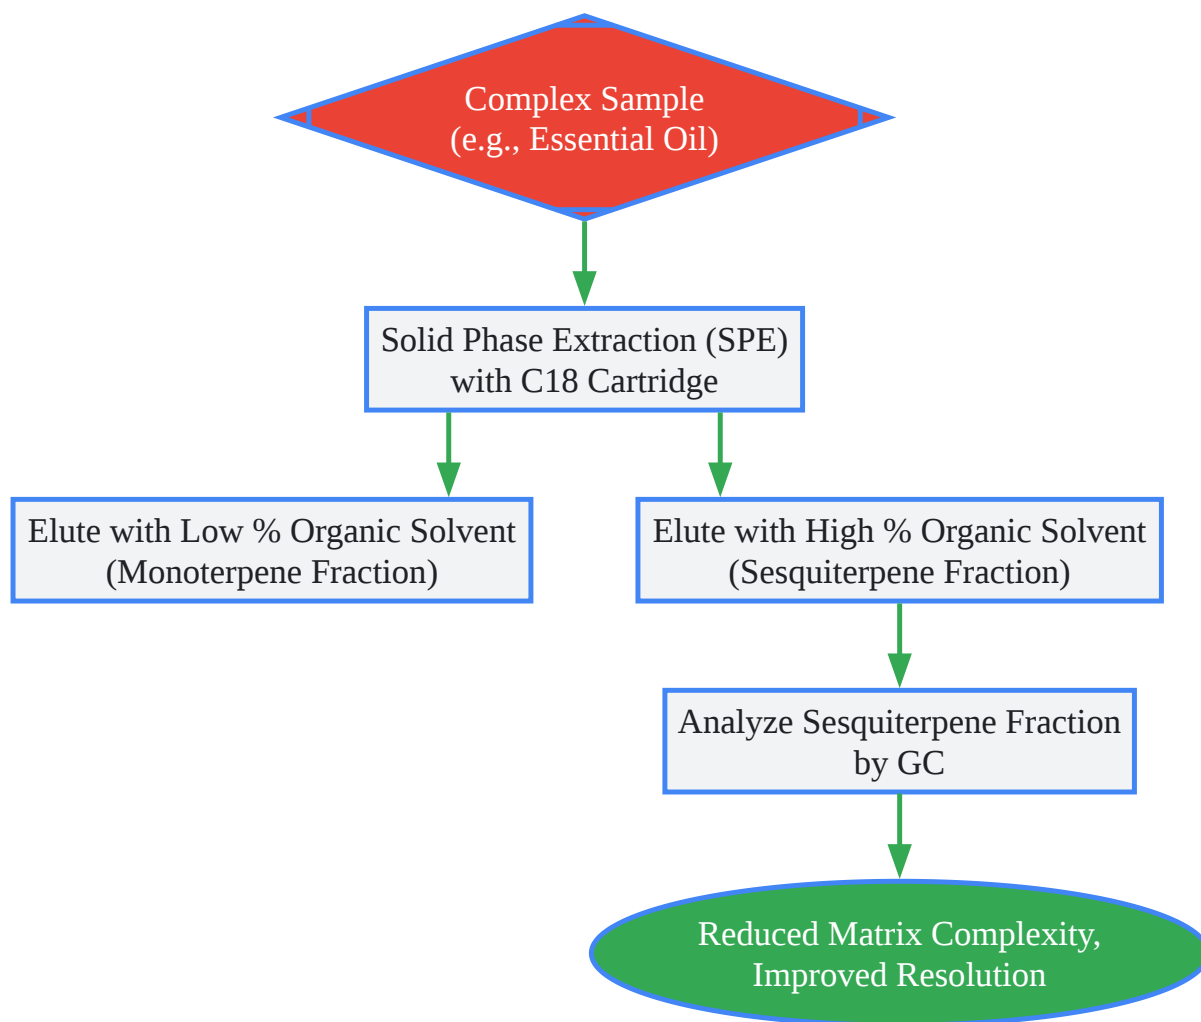 Complex Sample
(e.g., Essential Oil)
Solid Phase Extraction (SPE)
with C18 Cartridge
Elute with Low % Organic Solvent
(Monoterpene Fraction)
Elute with High % Organic Solvent
(Sesquiterpene Fraction)
Analyze Sesquiterpene Fraction
by GC
Reduced Matrix Complexity,
Improved Resolution